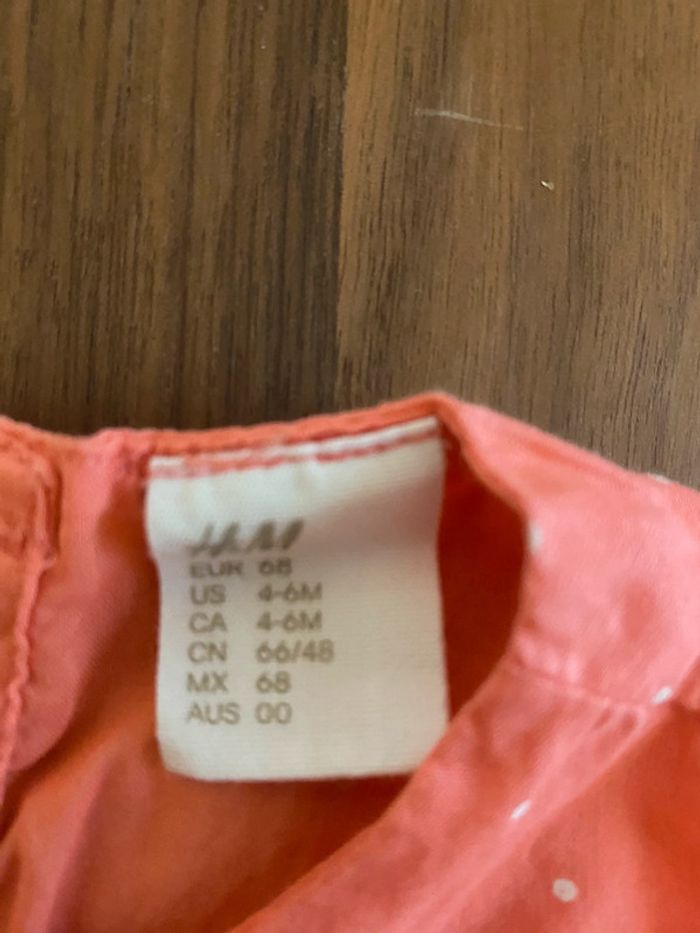 H&M
EUR 68
US 4-6M
CA 4-6M
CN 66/48
MX 68
AUS 00